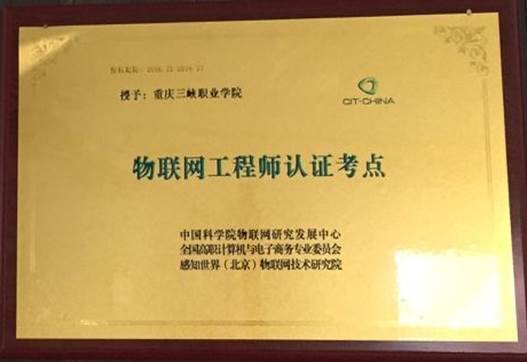 授予：重庆三峡职业学院
CIT-CHINA
物联网工程师认证考点
中国科学院物联网研究发展中心
全国高职计算机与电子商务专业委员会
感知世界（北京）物联网技术研究院